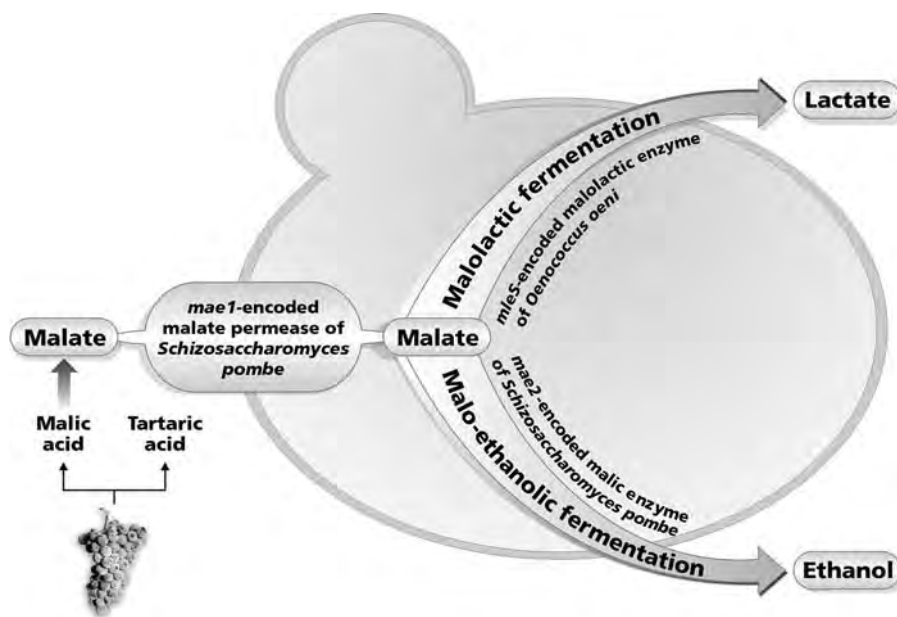 Lactate
Malolactic fermentation
mleS-encoded malolactic enzyme
of Oenococcus oeni
mae1-encoded
malate permease of
Schizosaccharomyces
pombe
Malate
Malate
Malic
acid
Tartaric
acid
mae2-encoded malic enzyme
of Schizosaccharomyces pombe
Malo-ethanolic fermentation
Ethanol